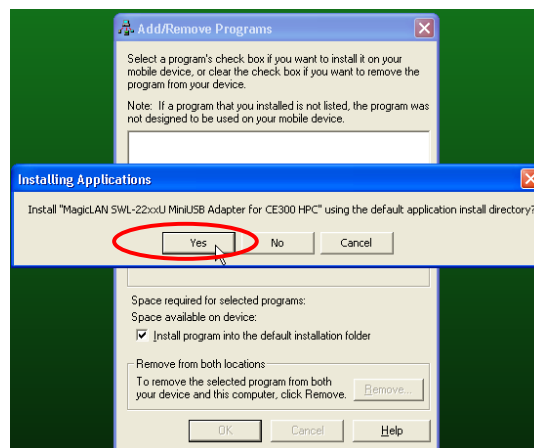 Add/Remove Programs
Select a program's check box if you want to install it on your
mobile device, or clear the check box if you want to remove the
program from your device.
Note: If a program that you installed is not listed, the program was
not designed to be used on your mobile device.
Installing Applications
Install "MagicLAN SWL-22xxU MiniUSB Adapter for CE300 HPC" using the default application install directory?
Yes No Cancel
Space required for selected programs:
Space available on device:
Install program into the default installation folder
Remove from both locations
To remove the selected program from both
your device and this computer, click Remove.
Remove...
OK Cancel Help